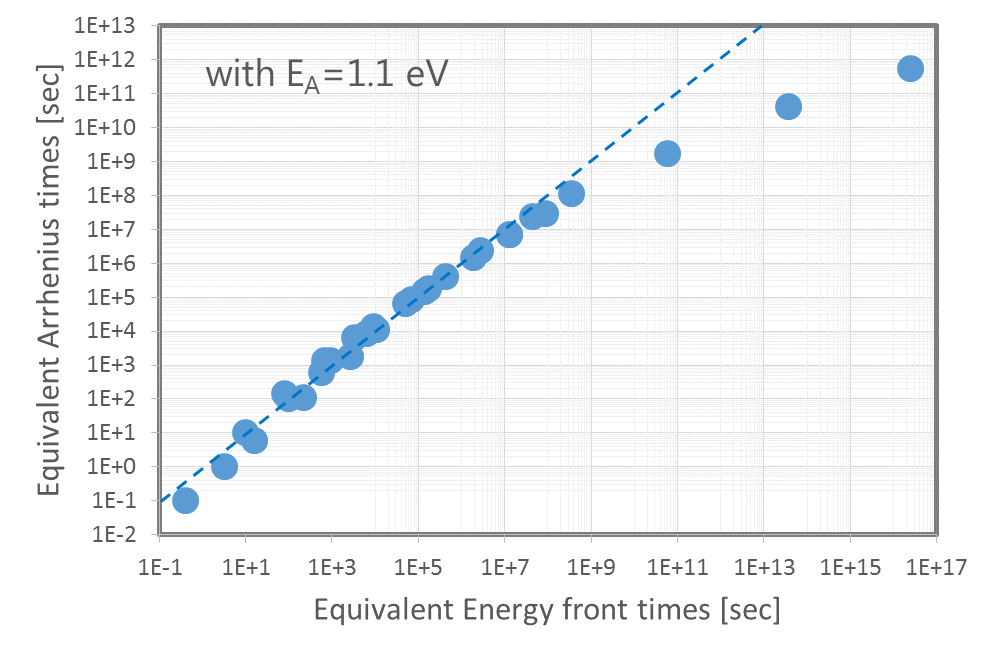 1E+13
1E+12
1E+11
1E+10
1E+9
1E+8
1E+7
1E+6
1E+5
1E+4
1E+3
1E+2
1E+1
1E+0
1E-1
1E-2
Equivalent Arrhenius times [sec]
with EA=1.1 eV
1E-1 1E+1 1E+3 1E+5 1E+7 1E+9 1E+11 1E+13 1E+15 1E+17
Equivalent Energy front times [sec]